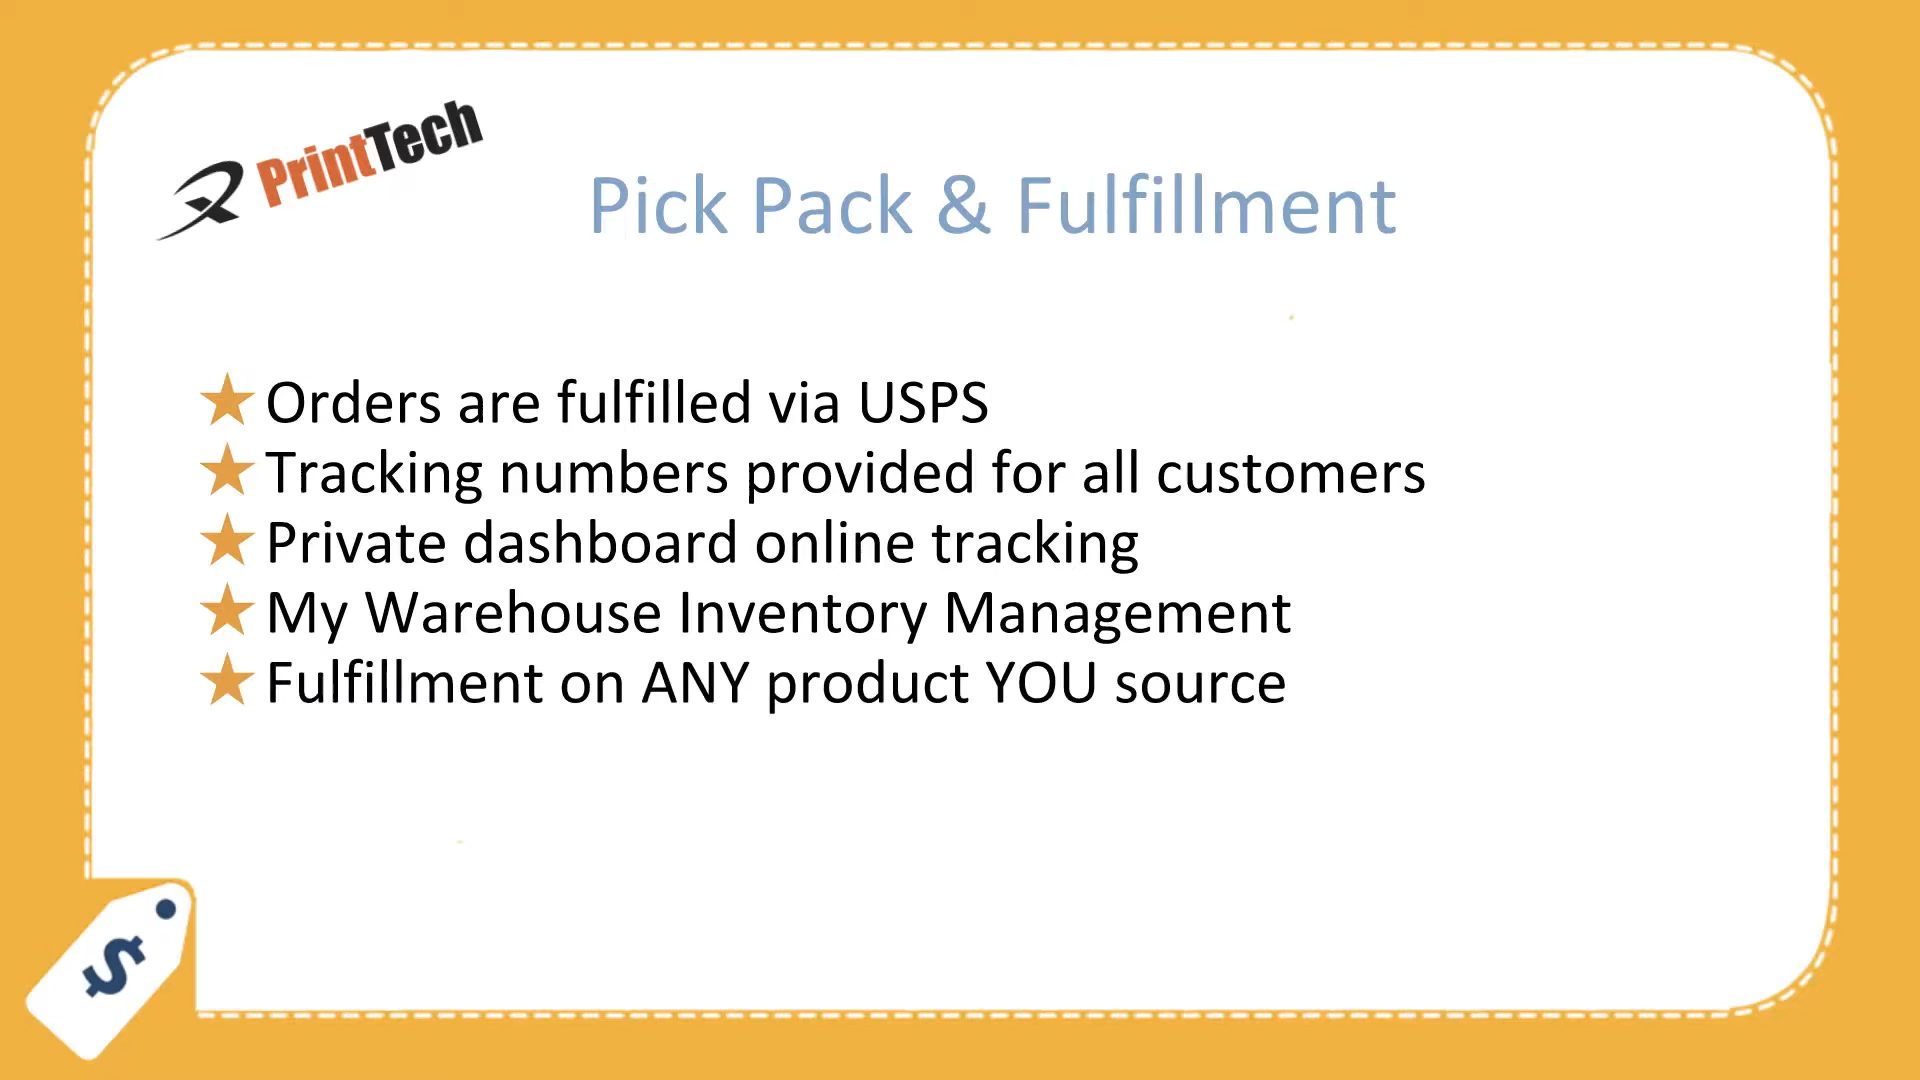 PrintTech
Pick Pack & Fulfillment
★ Orders are fulfilled via USPS
★ Tracking numbers provided for all customers
★ Private dashboard online tracking
★ My Warehouse Inventory Management
★ Fulfillment on ANY product YOU source
$